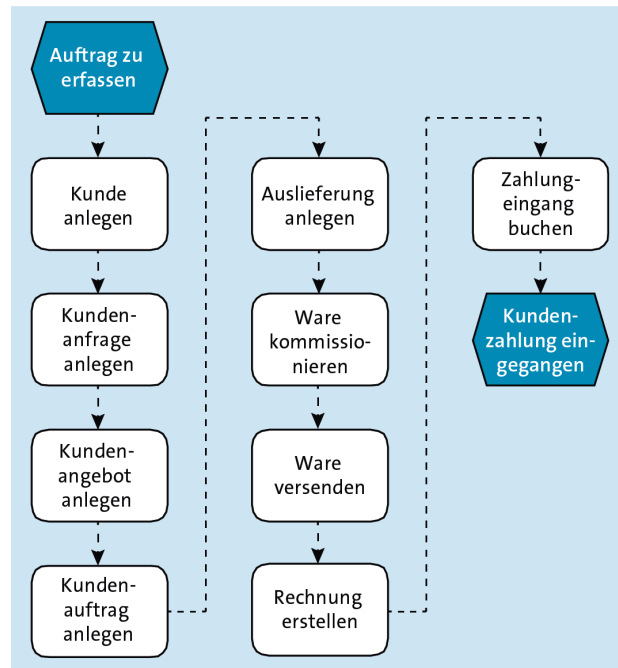 Auftrag zu
erfassen
Kunde
anlegen
Kunden-
anfrage
anlegen
Kunden-
angebot
anlegen
Kunden-
auftrag
anlegen
Auslieferung
anlegen
Ware
kommissio-
nieren
Ware
versenden
Rechnung
erstellen
Zahlung-
eingang
buchen
Kunden-
zahlung ein-
gegangen